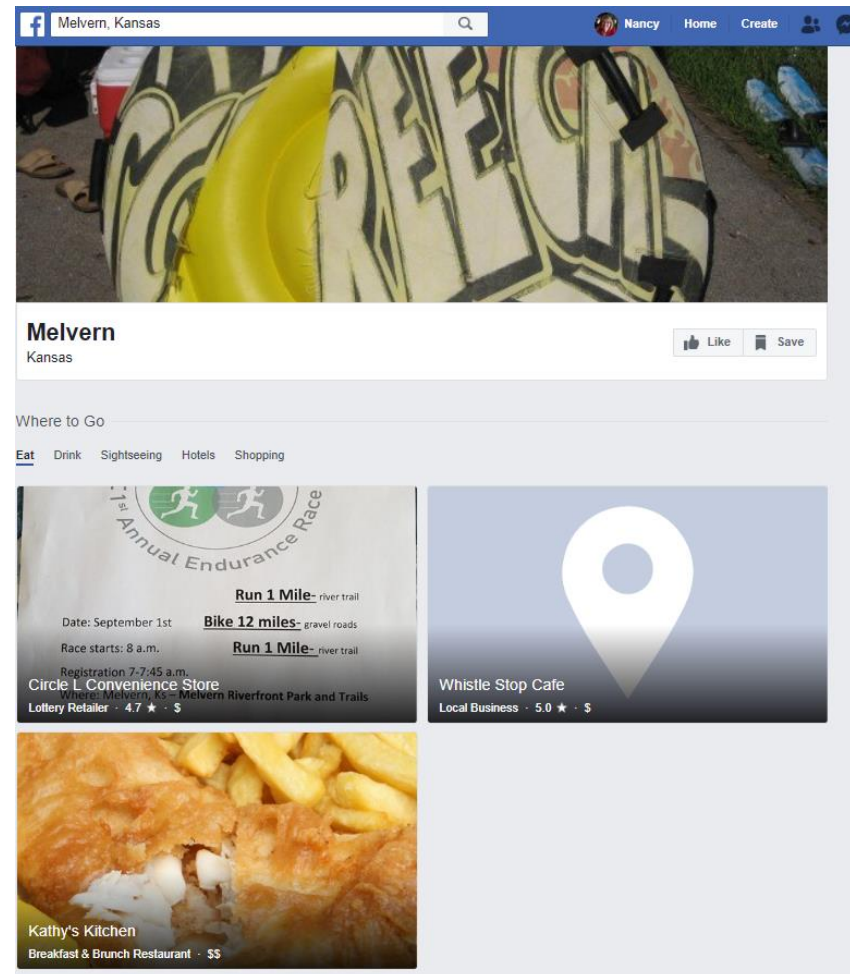 f Melvern, Kansas Nancy Home Create
SCREECH
Melvern
Kansas
Like Save
Where to Go
Eat Drink Sightseeing Hotels Shopping
1st Annual Endurance Race
Run 1 Mile- river trail
Date: September 1st Bike 12 miles- gravel roads
Race starts: 8 a.m. Run 1 Mile- river trail
Registration 7-7:45 a.m.
Circle L Convenience Store
Where: Melvern, Ks – Melvern Riverfront Park and Trails
Lottery Retailer · 4.7 ★ · $
Whistle Stop Cafe
Local Business · 5.0 ★ · $
Kathy's Kitchen
Breakfast & Brunch Restaurant · $$